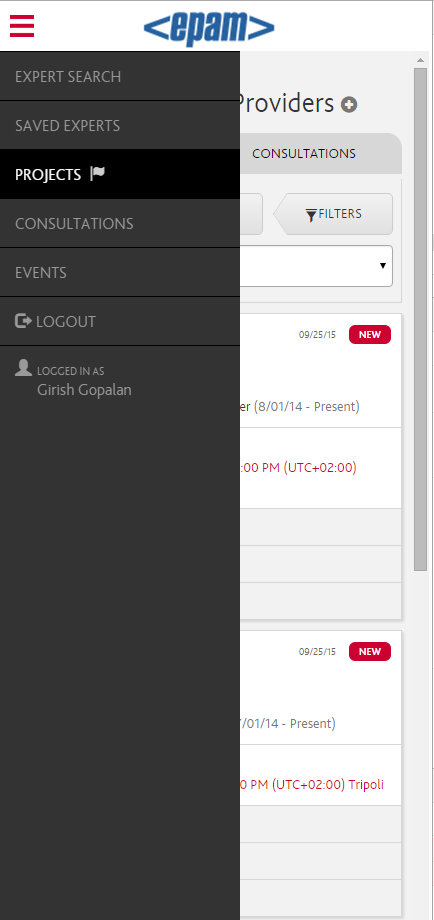 <epam>
EXPERT SEARCH
SAVED EXPERTS
PROJECTS
CONSULTATIONS
EVENTS
LOGOUT
LOGGED IN AS
Girish Gopalan
Providers
CONSULTATIONS
FILTERS
09/25/15 NEW
er (8/01/14 - Present)
:00 PM (UTC+02:00)
09/25/15 NEW
/01/14 - Present)
0 PM (UTC+02:00) Tripoli